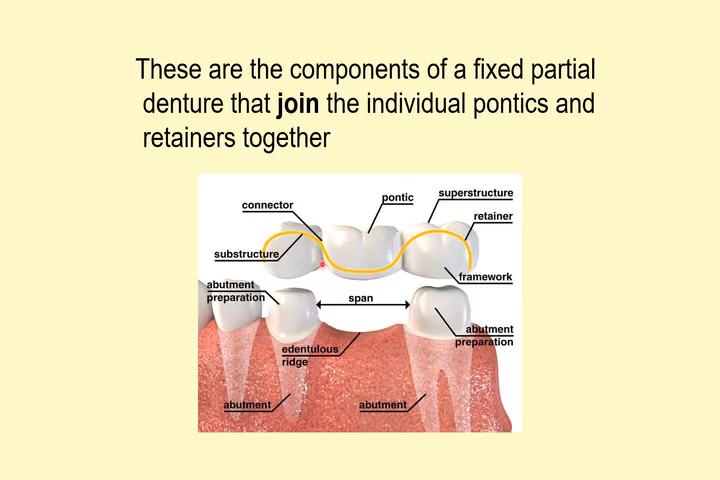 These are the components of a fixed partial
denture that join the individual pontics and
retainers together
superstructure
pontic
connector
retainer
substructure
framework
abutment
preparation
span
abutment
preparation
edentulous
ridge
abutment
abutment